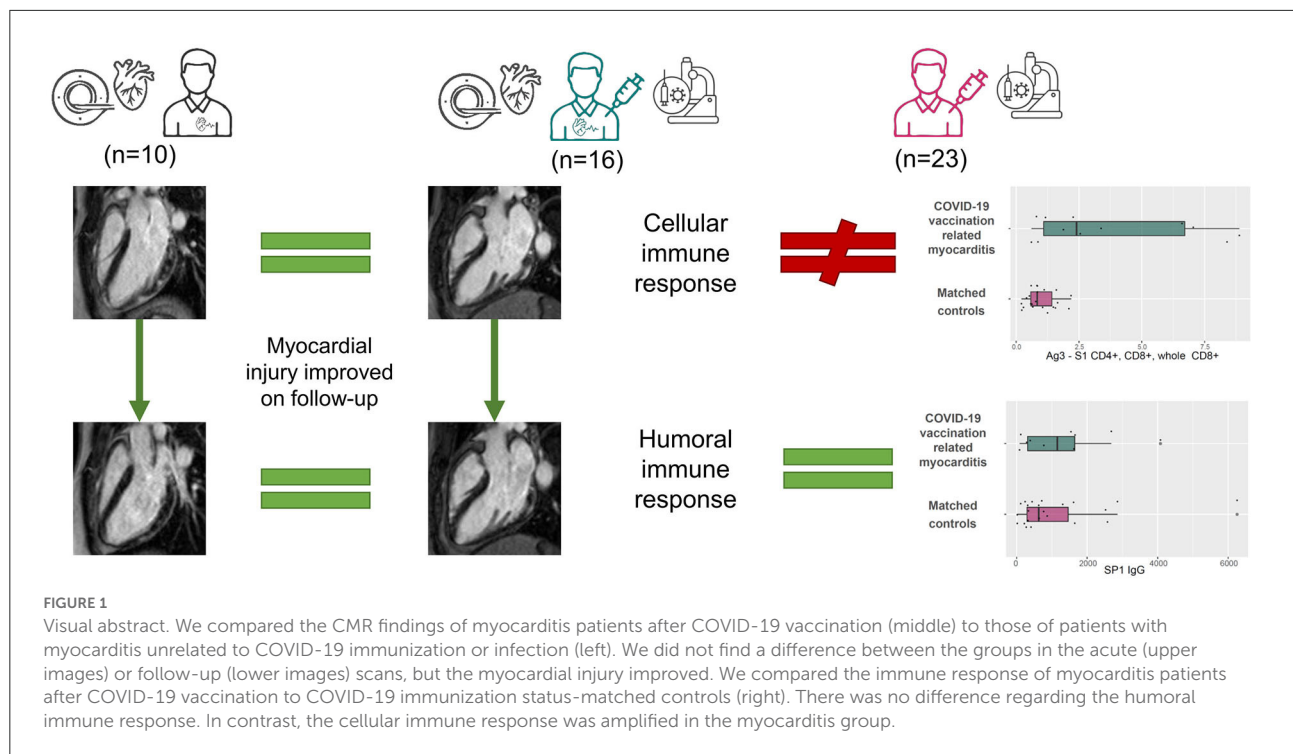 (n=10)
(n=16)
(n=23)
Cellular
immune
response
COVID-19
vaccination
related
myocarditis
Matched
controls
0.0
2.5
5.0
7.5
Ag3 - S1 CD4+, CD8+, whole CD8+
Myocardial
injury improved
on follow-up
Humoral
immune
response
COVID-19
vaccination
related
myocarditis
Matched
controls
0
2000
4000
6000
SP1 IgG
FIGURE 1
Visual abstract. We compared the CMR findings of myocarditis patients after COVID-19 vaccination (middle) to those of patients with
myocarditis unrelated to COVID-19 immunization or infection (left). We did not find a difference between the groups in the acute (upper
images) or follow-up (lower images) scans, but the myocardial injury improved. We compared the immune response of myocarditis patients
after COVID-19 vaccination to COVID-19 immunization status-matched controls (right). There was no difference regarding the humoral
immune response. In contrast, the cellular immune response was amplified in the myocarditis group.